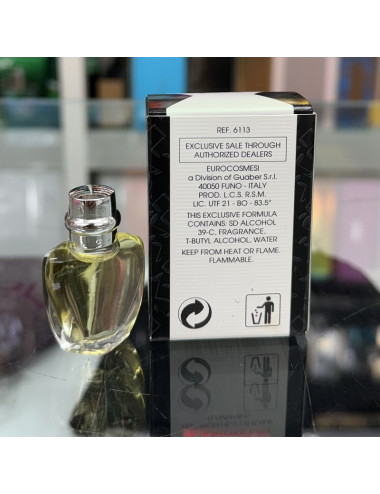 REF. 6113
EXCLUSIVE SALE THROUGH
AUTHORIZED DEALERS
EUROCOSMESI
a Division of Guaber S.r.l.
40050 FUNO - ITALY
PROD. L.C.S. R.S.M.
LIC. UTF 21 - BO - 83.5°
THIS EXCLUSIVE FORMULA
CONTAINS: SD ALCOHOL
39-C, FRAGRANCE,
T-BUTYL ALCOHOL, WATER
KEEP FROM HEAT OR FLAME.
FLAMMABLE.